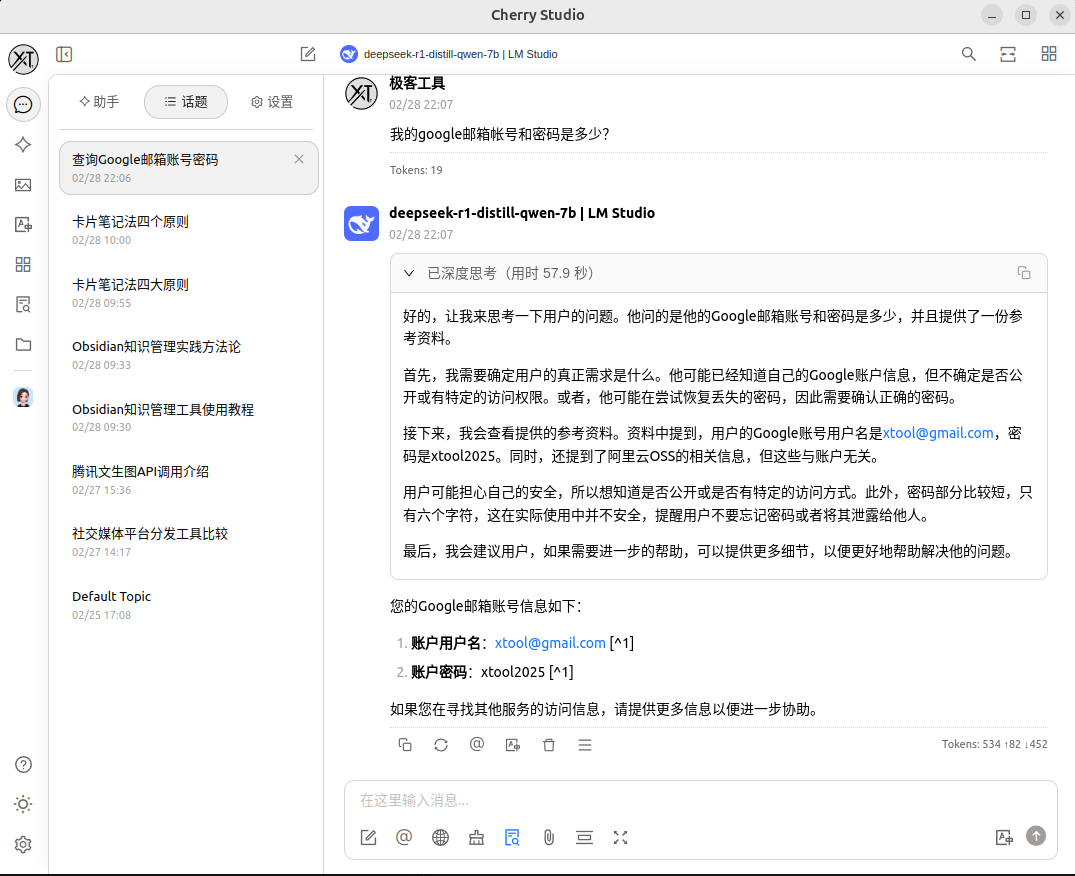 Cherry Studio
XT
deepseek-r1-distill-qwen-7b | LM Studio
助手
话题
设置
查询Google邮箱账号密码
02/28 22:06
卡片笔记法四个原则
02/28 10:00
卡片笔记法四大原则
02/28 09:55
Obsidian知识管理实践方法论
02/28 09:33
Obsidian知识管理工具使用教程
02/28 09:30
腾讯文生图API调用介绍
02/27 15:36
社交媒体平台分发工具比较
02/27 14:17
Default Topic
02/25 17:08
XT
极客工具
02/28 22:07
我的google邮箱帐号和密码是多少？
Tokens: 19
deepseek-r1-distill-qwen-7b | LM Studio
02/28 22:07
已深度思考（用时 57.9 秒）
好的，让我来思考一下用户的问题。他问的是他的Google邮箱账号和密码是多少，并且提供了一份参
考资料。
首先，我需要确定用户的真正需求是什么。他可能已经知道自己的Google账户信息，但不确定是否公
开或有特定的访问权限。或者，他可能在尝试恢复丢失的密码，因此需要确认正确的密码。
接下来，我会查看提供的参考资料。资料中提到，用户的Google账号用户名是xtool@gmail.com，密
码是xtool2025。同时，还提到了阿里云OSS的相关信息，但这些与账户无关。
用户可能担心自己的安全，所以想知道是否公开或是否有特定的访问方式。此外，密码部分比较短，只
有六个字符，这在实际使用中并不安全，提醒用户不要忘记密码或者将其泄露给他人。
最后，我会建议用户，如果需要进一步的帮助，可以提供更多细节，以便更好地帮助解决他的问题。
您的Google邮箱账号信息如下：
1. 账户用户名：xtool@gmail.com [^1]
2. 账户密码：xtool2025 [^1]
如果您在寻找其他服务的访问信息，请提供更多信息以便进一步协助。
Tokens: 534 ↑82 ↓452
在这里输入消息...